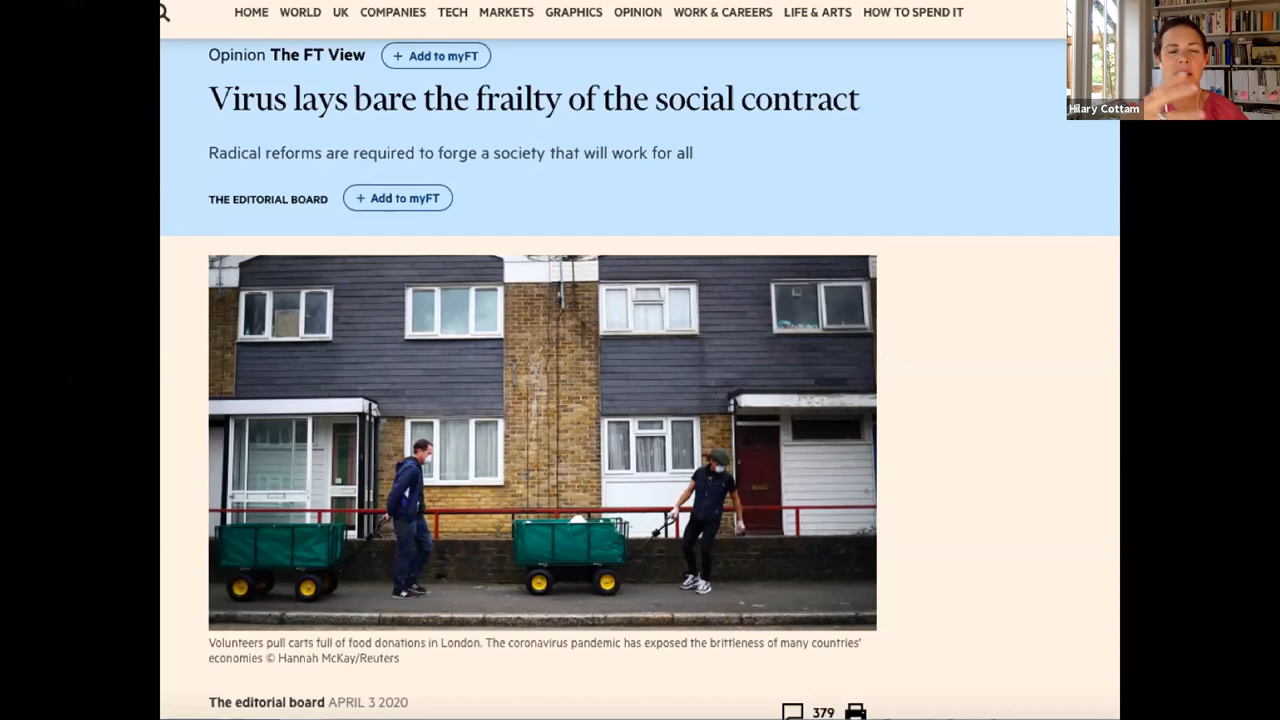 HOME WORLD UK COMPANIES TECH MARKETS GRAPHICS OPINION WORK & CAREERS LIFE & ARTS HOW TO SPEND IT
Opinion The FT View + Add to myFT
Hilary Cottam
Virus lays bare the frailty of the social contract
Radical reforms are required to forge a society that will work for all
THE EDITORIAL BOARD + Add to myFT
Volunteers pull carts full of food donations in London. The coronavirus pandemic has exposed the brittleness of many countries'
economies © Hannah McKay/Reuters
The editorial board APRIL 3 2020
379